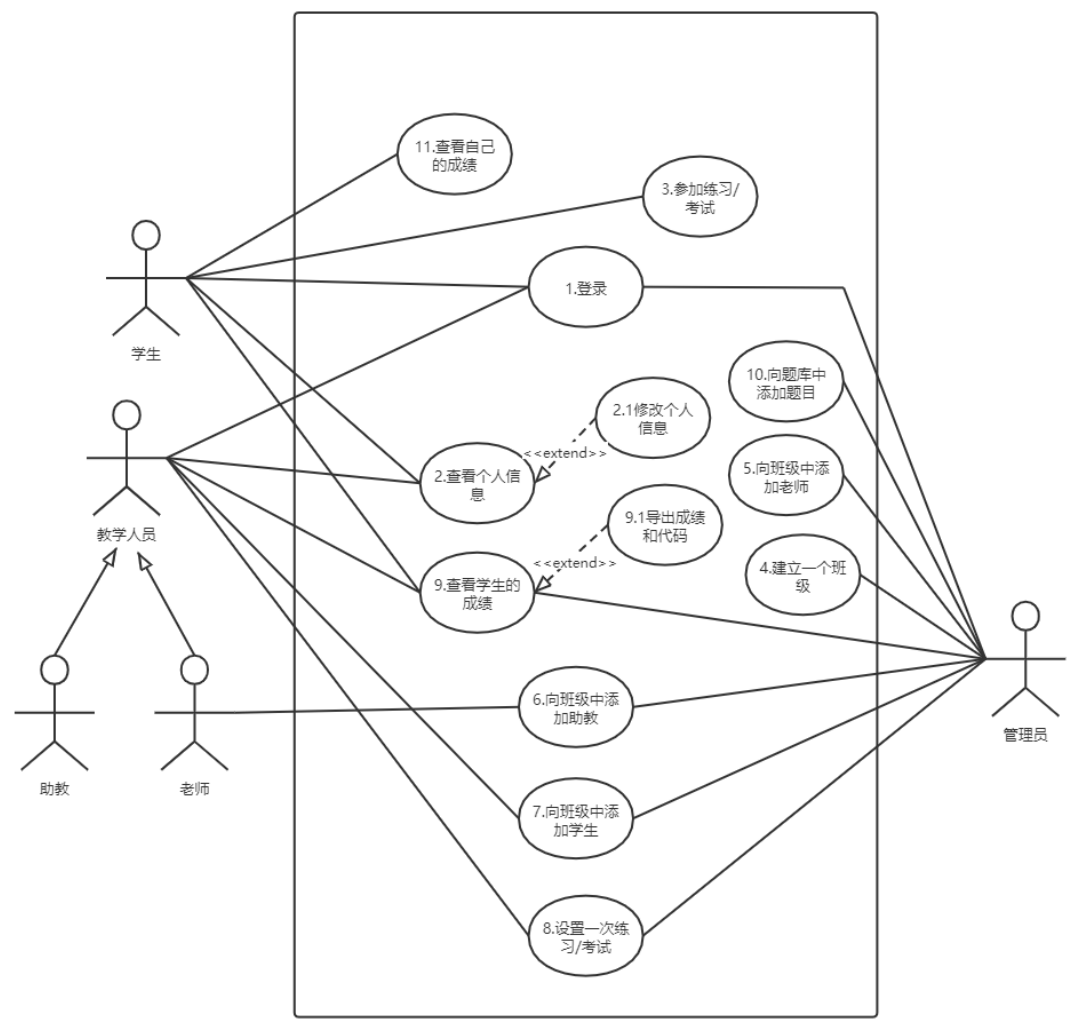 11.查看自己
的成绩
3.参加练习/
考试
1.登录
学生
10.向题库中
添加题目
2.1修改个人
信息
<<extend>>
2.查看个人信
息
5.向班级中添
加老师
9.1导出成绩
和代码
教学人员
<<extend>>
9.查看学生的
成绩
4.建立一个班
级
6.向班级中添
加助教
管理员
助教
老师
7.向班级中添
加学生
8.设置一次练
习/考试